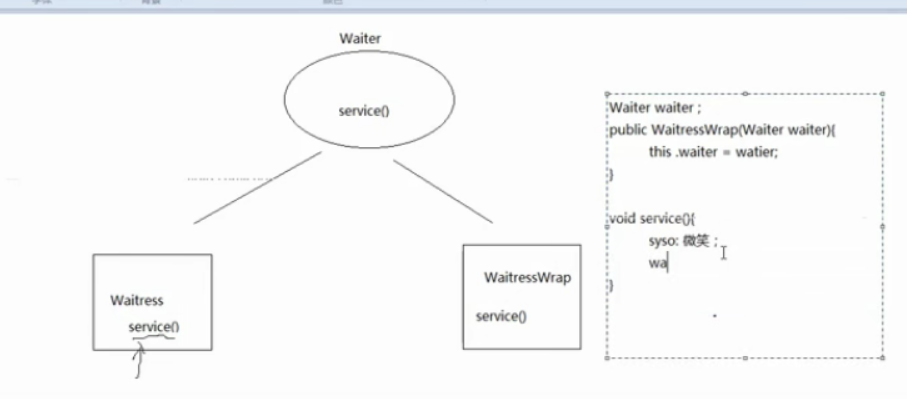 Waiter
service()
Waitress
service()
WaitressWrap
service()
Waiter waiter ;
public WaitressWrap(Waiter waiter){
this .waiter = watier;
}
void service(){
syso: 微笑 ;
wa
}